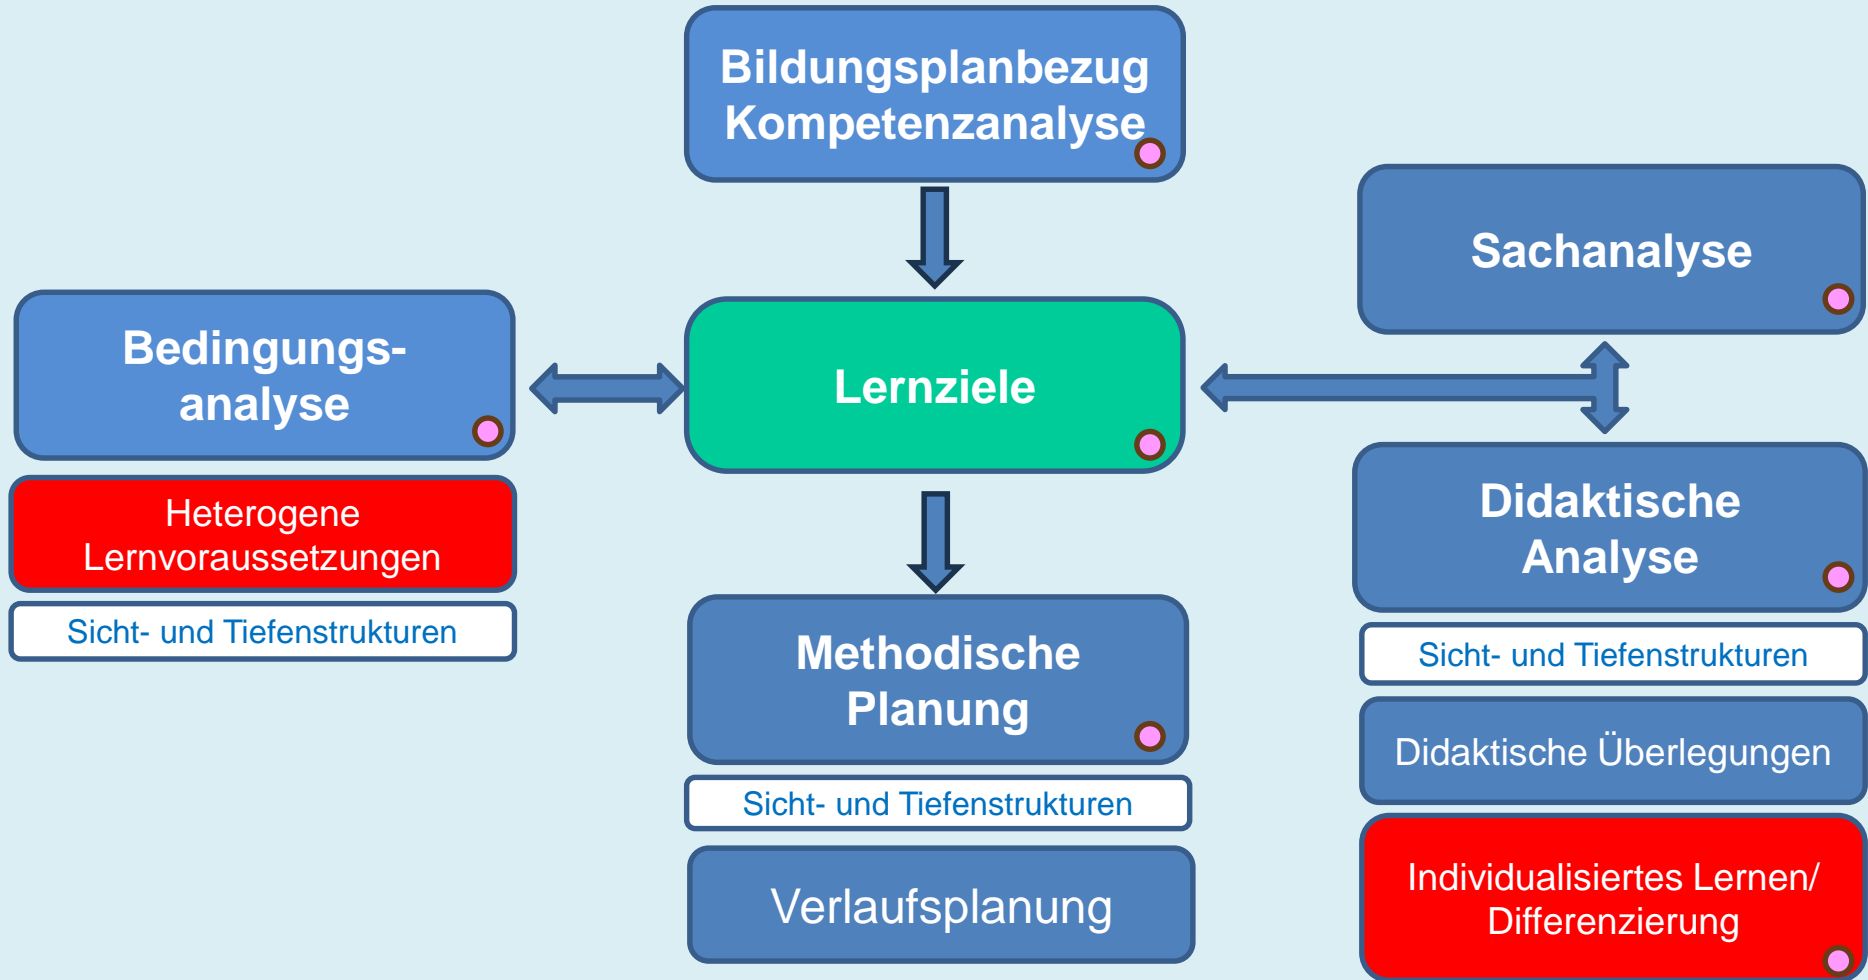 Bildungsplanbezug
Kompetenzanalyse
Sachanalyse
Bedingungs-
analyse
Lernziele
Heterogene
Lernvoraussetzungen
Sicht- und Tiefenstrukturen
Didaktische
Analyse
Methodische
Planung
Sicht- und Tiefenstrukturen
Verlaufsplanung
Sicht- und Tiefenstrukturen
Didaktische Überlegungen
Individualisiertes Lernen/
Differenzierung